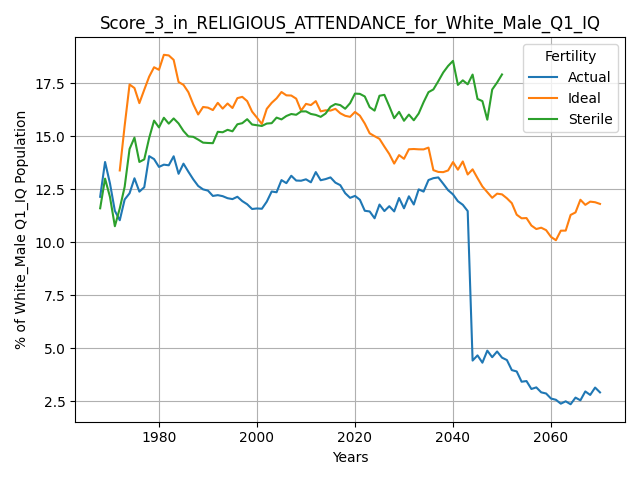 Score_3_in_RELIGIOUS_ATTENDANCE_for_White_Male_Q1_IQ
% of White_Male Q1_IQ Population
17.5
15.0
12.5
10.0
7.5
5.0
2.5
Fertility
Actual
Ideal
Sterile
1980
2000
2020
2040
2060
Years